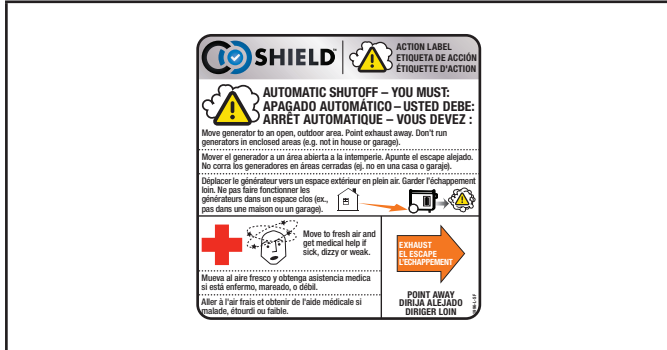 CO SHIELD™
ACTION LABEL
ETIQUETA DE ACCIÓN
ÉTIQUETTE D'ACTION
AUTOMATIC SHUTOFF – YOU MUST:
APAGADO AUTOMÁTICO – USTED DEBE:
ARRÊT AUTOMATIQUE – VOUS DEVEZ :
Move generator to an open, outdoor area. Point exhaust away. Don't run
generators in enclosed areas (e.g. not in house or garage).
Mover el generador a un área abierta a la intemperie. Apunte el escape alejado.
No corra los generadores en áreas cerradas (ej. no en una casa o garaje).
Déplacer le générateur vers un espace extérieur en plein air. Garder l'échappement
loin. Ne pas faire fonctionner les
générateurs dans un espace clos (ex.,
pas dans une maison ou un garage).
Move to fresh air and
get medical help if
sick, dizzy or weak.
Mueva al aire fresco y obtenga asistencia medica
si está enfermo, mareado, o débil.
Aller à l'air frais et obtenir de l'aide médicale si
malade, étourdi ou faible.
EXHAUST
EL ESCAPE
L'ÉCHAPPEMENT
POINT AWAY
DIRIJA ALEJADO
DIRIGER LOIN